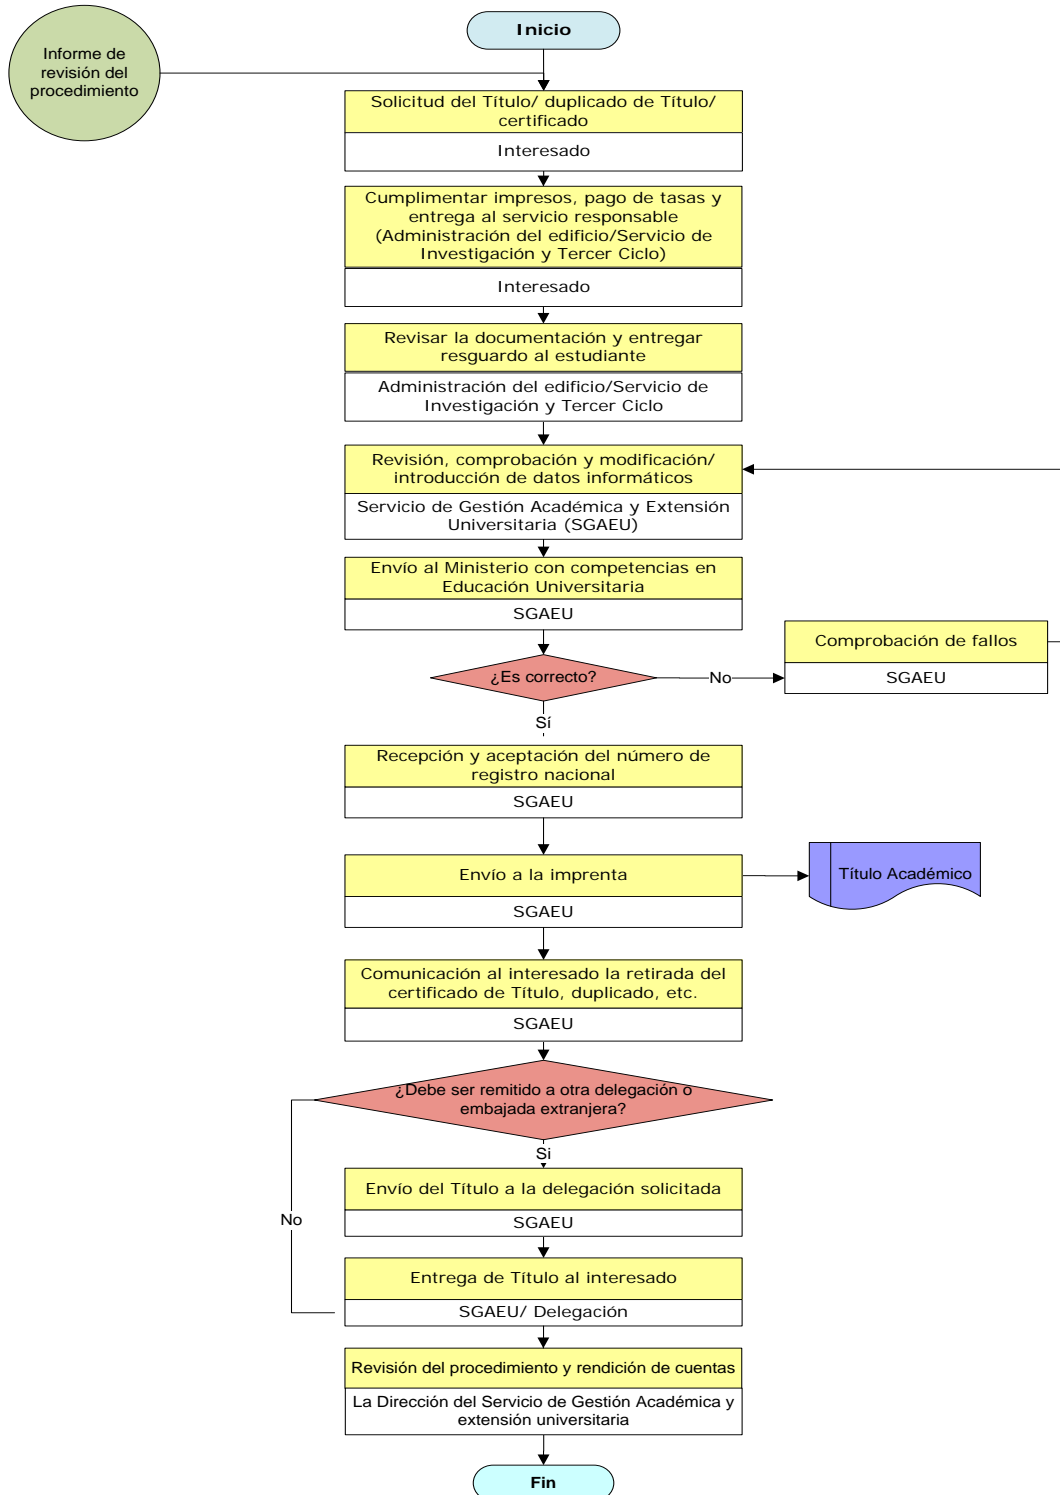 Inicio
Informe de
revisión del
procedimiento
Solicitud del Título/ duplicado de Título/
certificado
Interesado
Cumplimentar impresos, pago de tasas y
entrega al servicio responsable
(Administración del edificio/Servicio de
Investigación y Tercer Ciclo)
Interesado
Revisar la documentación y entregar
resguardo al estudiante
Administración del edificio/Servicio de
Investigación y Tercer Ciclo
Revisión, comprobación y modificación/
introducción de datos informáticos
Servicio de Gestión Académica y Extensión
Universitaria (SGAEU)
Envío al Ministerio con competencias en
Educación Universitaria
SGAEU
Comprobación de fallos
SGAEU
¿Es correcto?
No
Sí
Recepción y aceptación del número de
registro nacional
SGAEU
Envío a la imprenta
SGAEU
Título Académico
Comunicación al interesado la retirada del
certificado de Título, duplicado, etc.
SGAEU
¿Debe ser remitido a otra delegación o
embajada extranjera?
Si
No
Envío del Título a la delegación solicitada
SGAEU
Entrega de Título al interesado
SGAEU/ Delegación
Revisión del procedimiento y rendición de cuentas
La Dirección del Servicio de Gestión Académica y
extensión universitaria
Fin